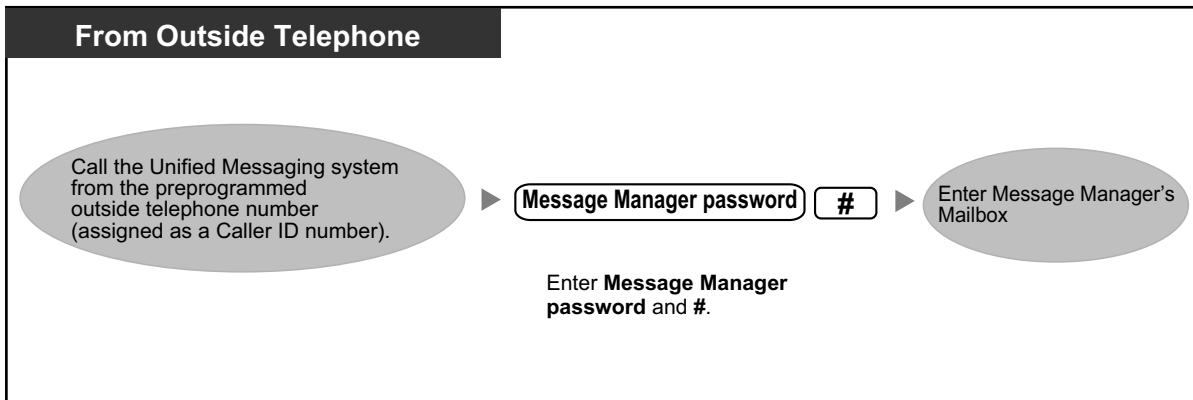 From Outside Telephone
Call the Unified Messaging system
from the preprogrammed
outside telephone number
(assigned as a Caller ID number).
Message Manager password #
Enter Message Manager
password and #.
Enter Message Manager's
Mailbox